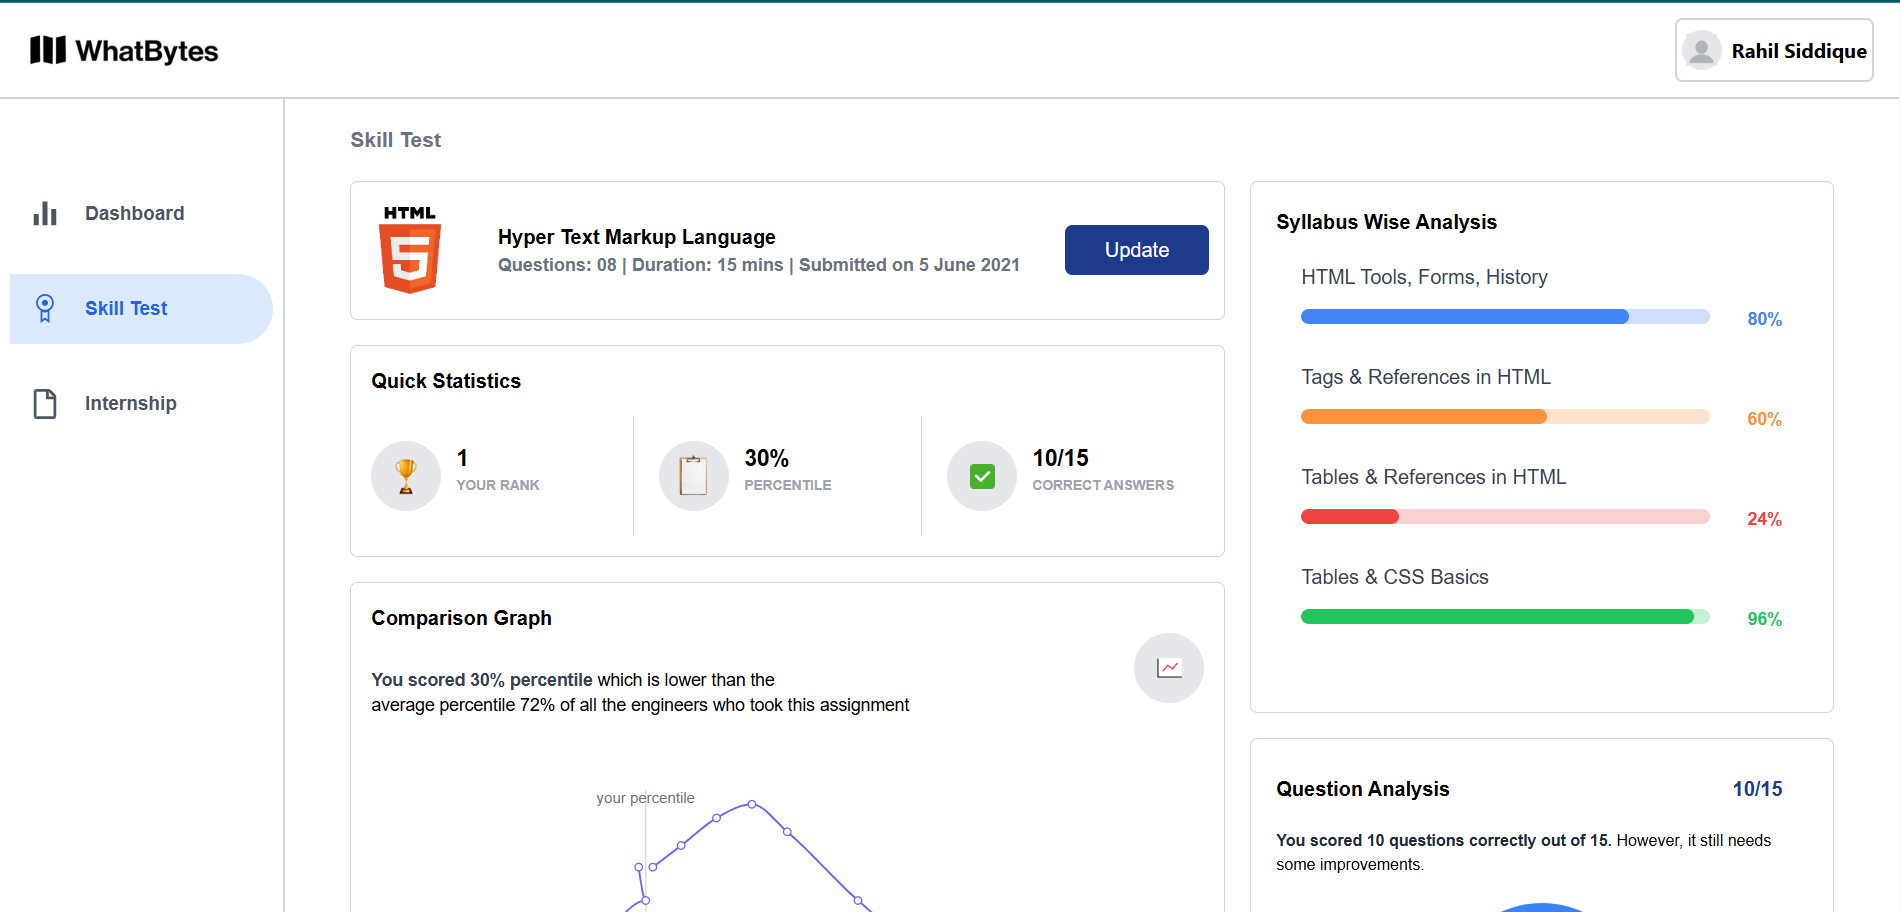 WhatBytes
Rahil Siddique
Dashboard
Skill Test
Internship
Skill Test
HTML
5
Hyper Text Markup Language
Questions: 08 | Duration: 15 mins | Submitted on 5 June 2021
Update
Quick Statistics
1
YOUR RANK
30%
PERCENTILE
10/15
CORRECT ANSWERS
Comparison Graph
You scored 30% percentile which is lower than the
average percentile 72% of all the engineers who took this assignment
your percentile
Syllabus Wise Analysis
HTML Tools, Forms, History
80%
Tags & References in HTML
60%
Tables & References in HTML
24%
Tables & CSS Basics
96%
Question Analysis
10/15
You scored 10 questions correctly out of 15. However, it still needs
some improvements.